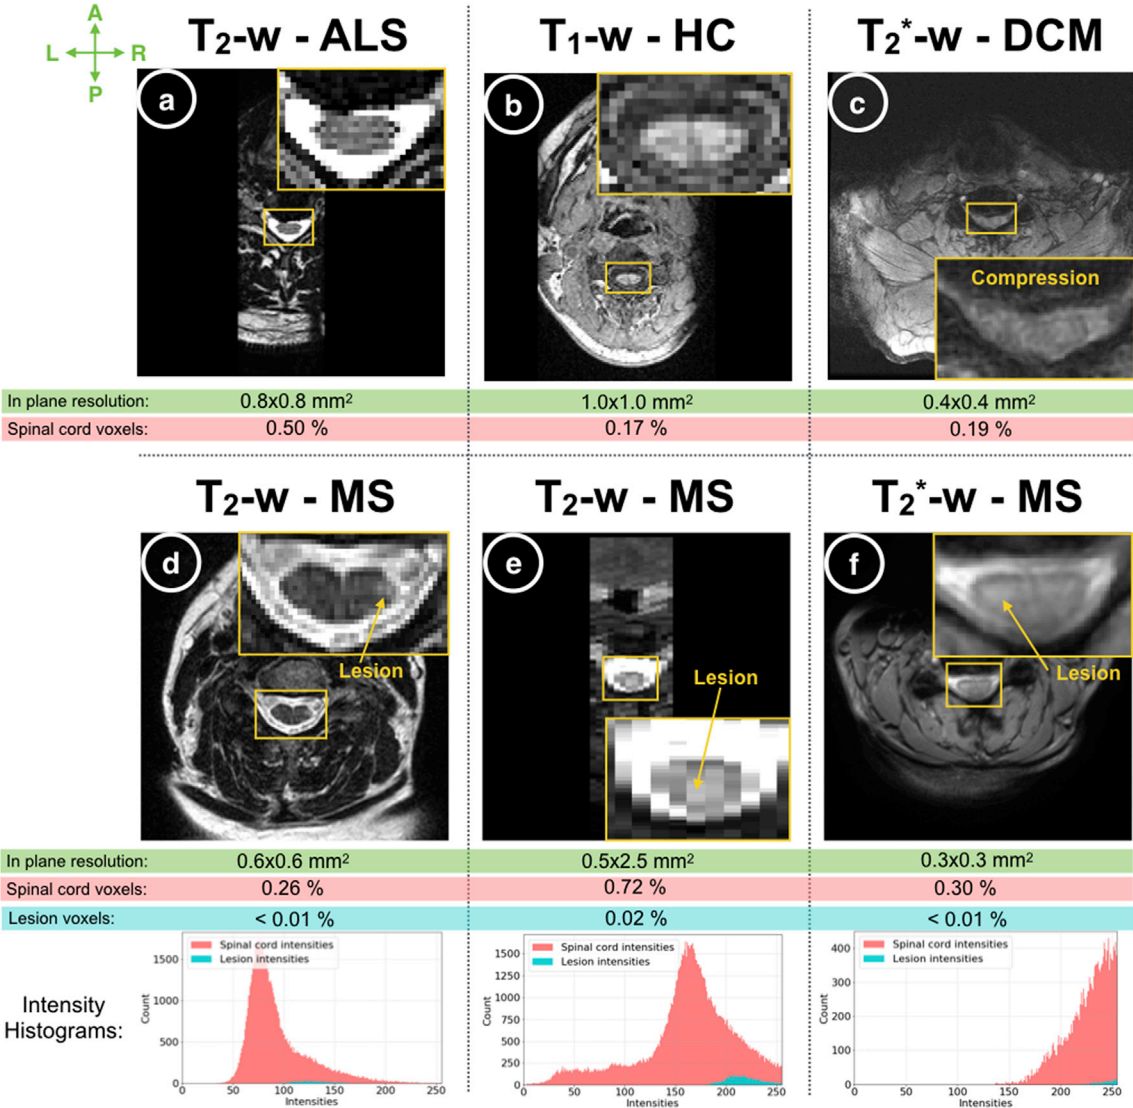 A
L R
P
T2-w - ALS
T1-w - HC
T2*-w - DCM
a
b
c
Compression
In plane resolution: 0.8x0.8 mm² 1.0x1.0 mm² 0.4x0.4 mm²
Spinal cord voxels: 0.50 % 0.17 % 0.19 %
T2-w - MS
T2-w - MS
T2*-w - MS
d
e
f
Lesion
Lesion
Lesion
In plane resolution: 0.6x0.6 mm² 0.5x2.5 mm² 0.3x0.3 mm²
Spinal cord voxels: 0.26 % 0.72 % 0.30 %
Lesion voxels: < 0.01 % 0.02 % < 0.01 %
Intensity
Histograms:
Spinal cord intensities
Lesion intensities
Count
1500
1000
500
0
0 50 100 150 200 250
Intensities
Spinal cord intensities
Lesion intensities
Count
1500
1250
1000
750
500
250
0
0 50 100 150 200 250
Intensities
Spinal cord intensities
Lesion intensities
Count
400
300
200
100
0
0 50 100 150 200 250
Intensities